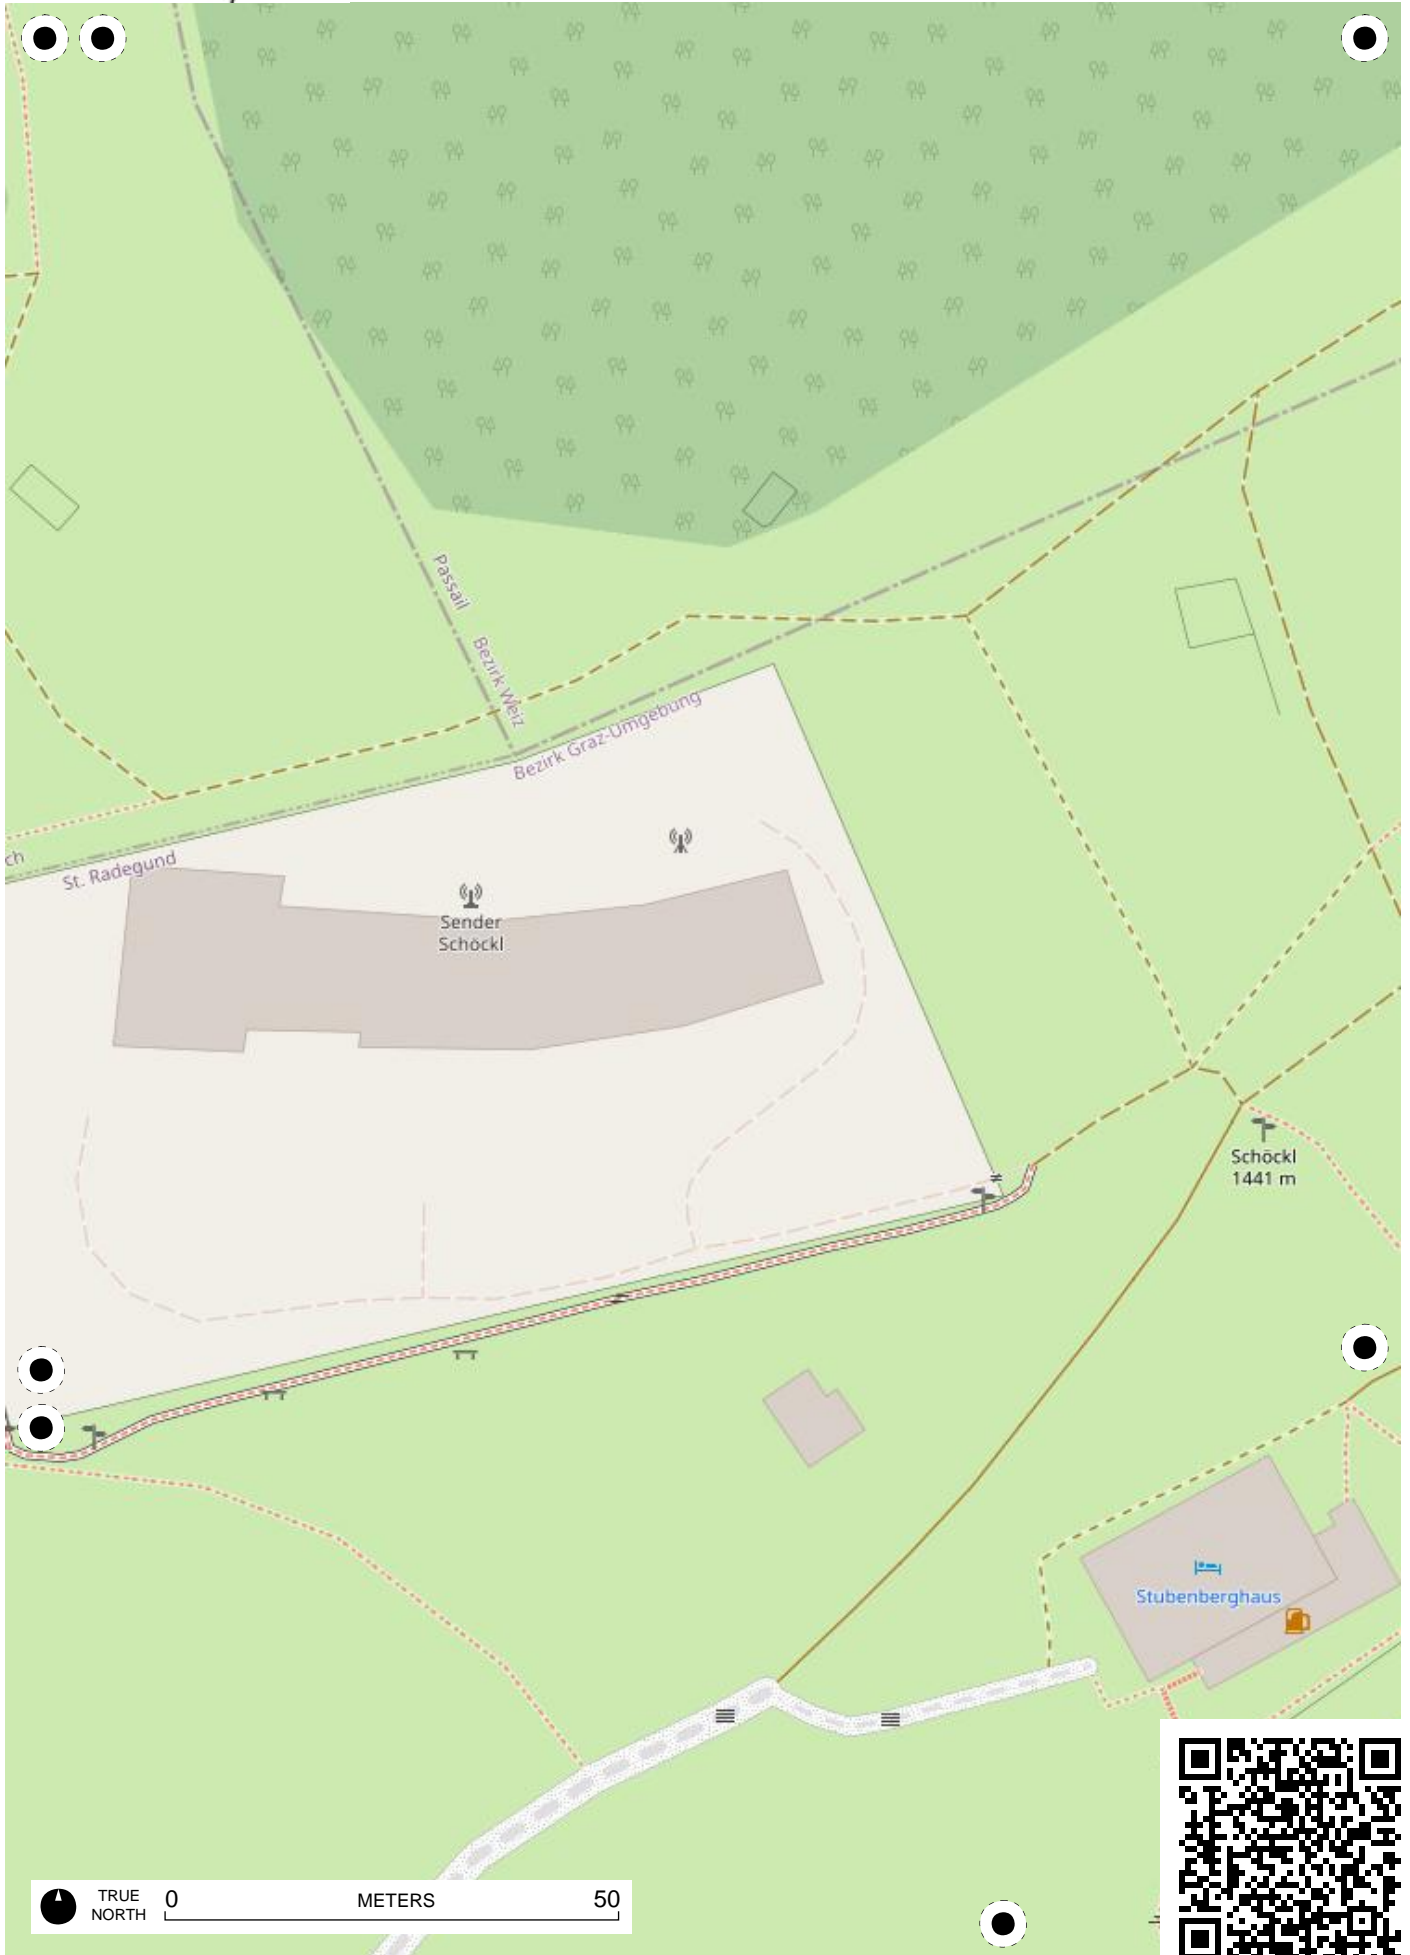 Passail
Bezirk Weiz
Bezirk Graz-Umgebung
ch
St. Radegund
Sender
Schöckl
Schöckl
1441 m
Stubenberghaus
TRUE
NORTH
0 METERS 50